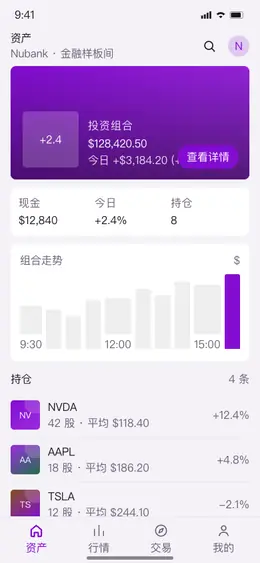 9:41
资产
Nubank · 金融样板间
N
+2.4
投资组合
$128,420.50
今日 +$3,184.20 (+
查看详情
现金
今日
持仓
$12,840
+2.4%
8
组合走势
$
9:30
12:00
15:00
持仓
4 条
NV
NVDA
42 股 · 平均 $118.40
+12.4%
AA
AAPL
18 股 · 平均 $186.20
+4.8%
TS
TSLA
12 股 · 平均 $244.10
−2.1%
资产
行情
交易
我的